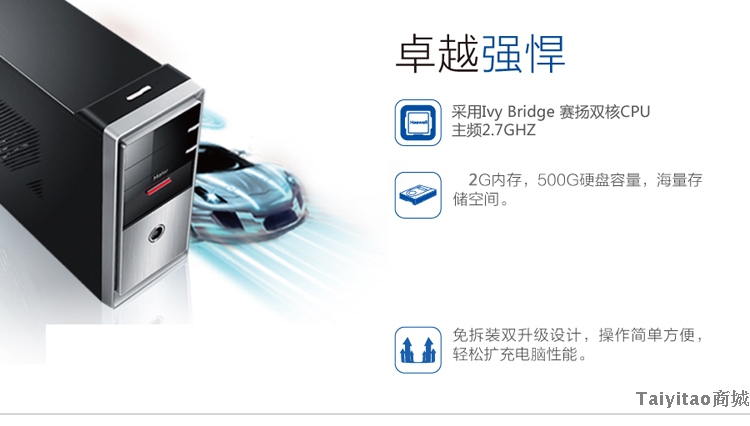 卓越强悍
采用Ivy Bridge 赛扬双核CPU
主频2.7GHZ
2G内存，500G硬盘容量，海量存
储空间。
免拆装双升级设计，操作简单方便，
轻松扩充电脑性能。
Haier
Haswell
Taiyitao商城